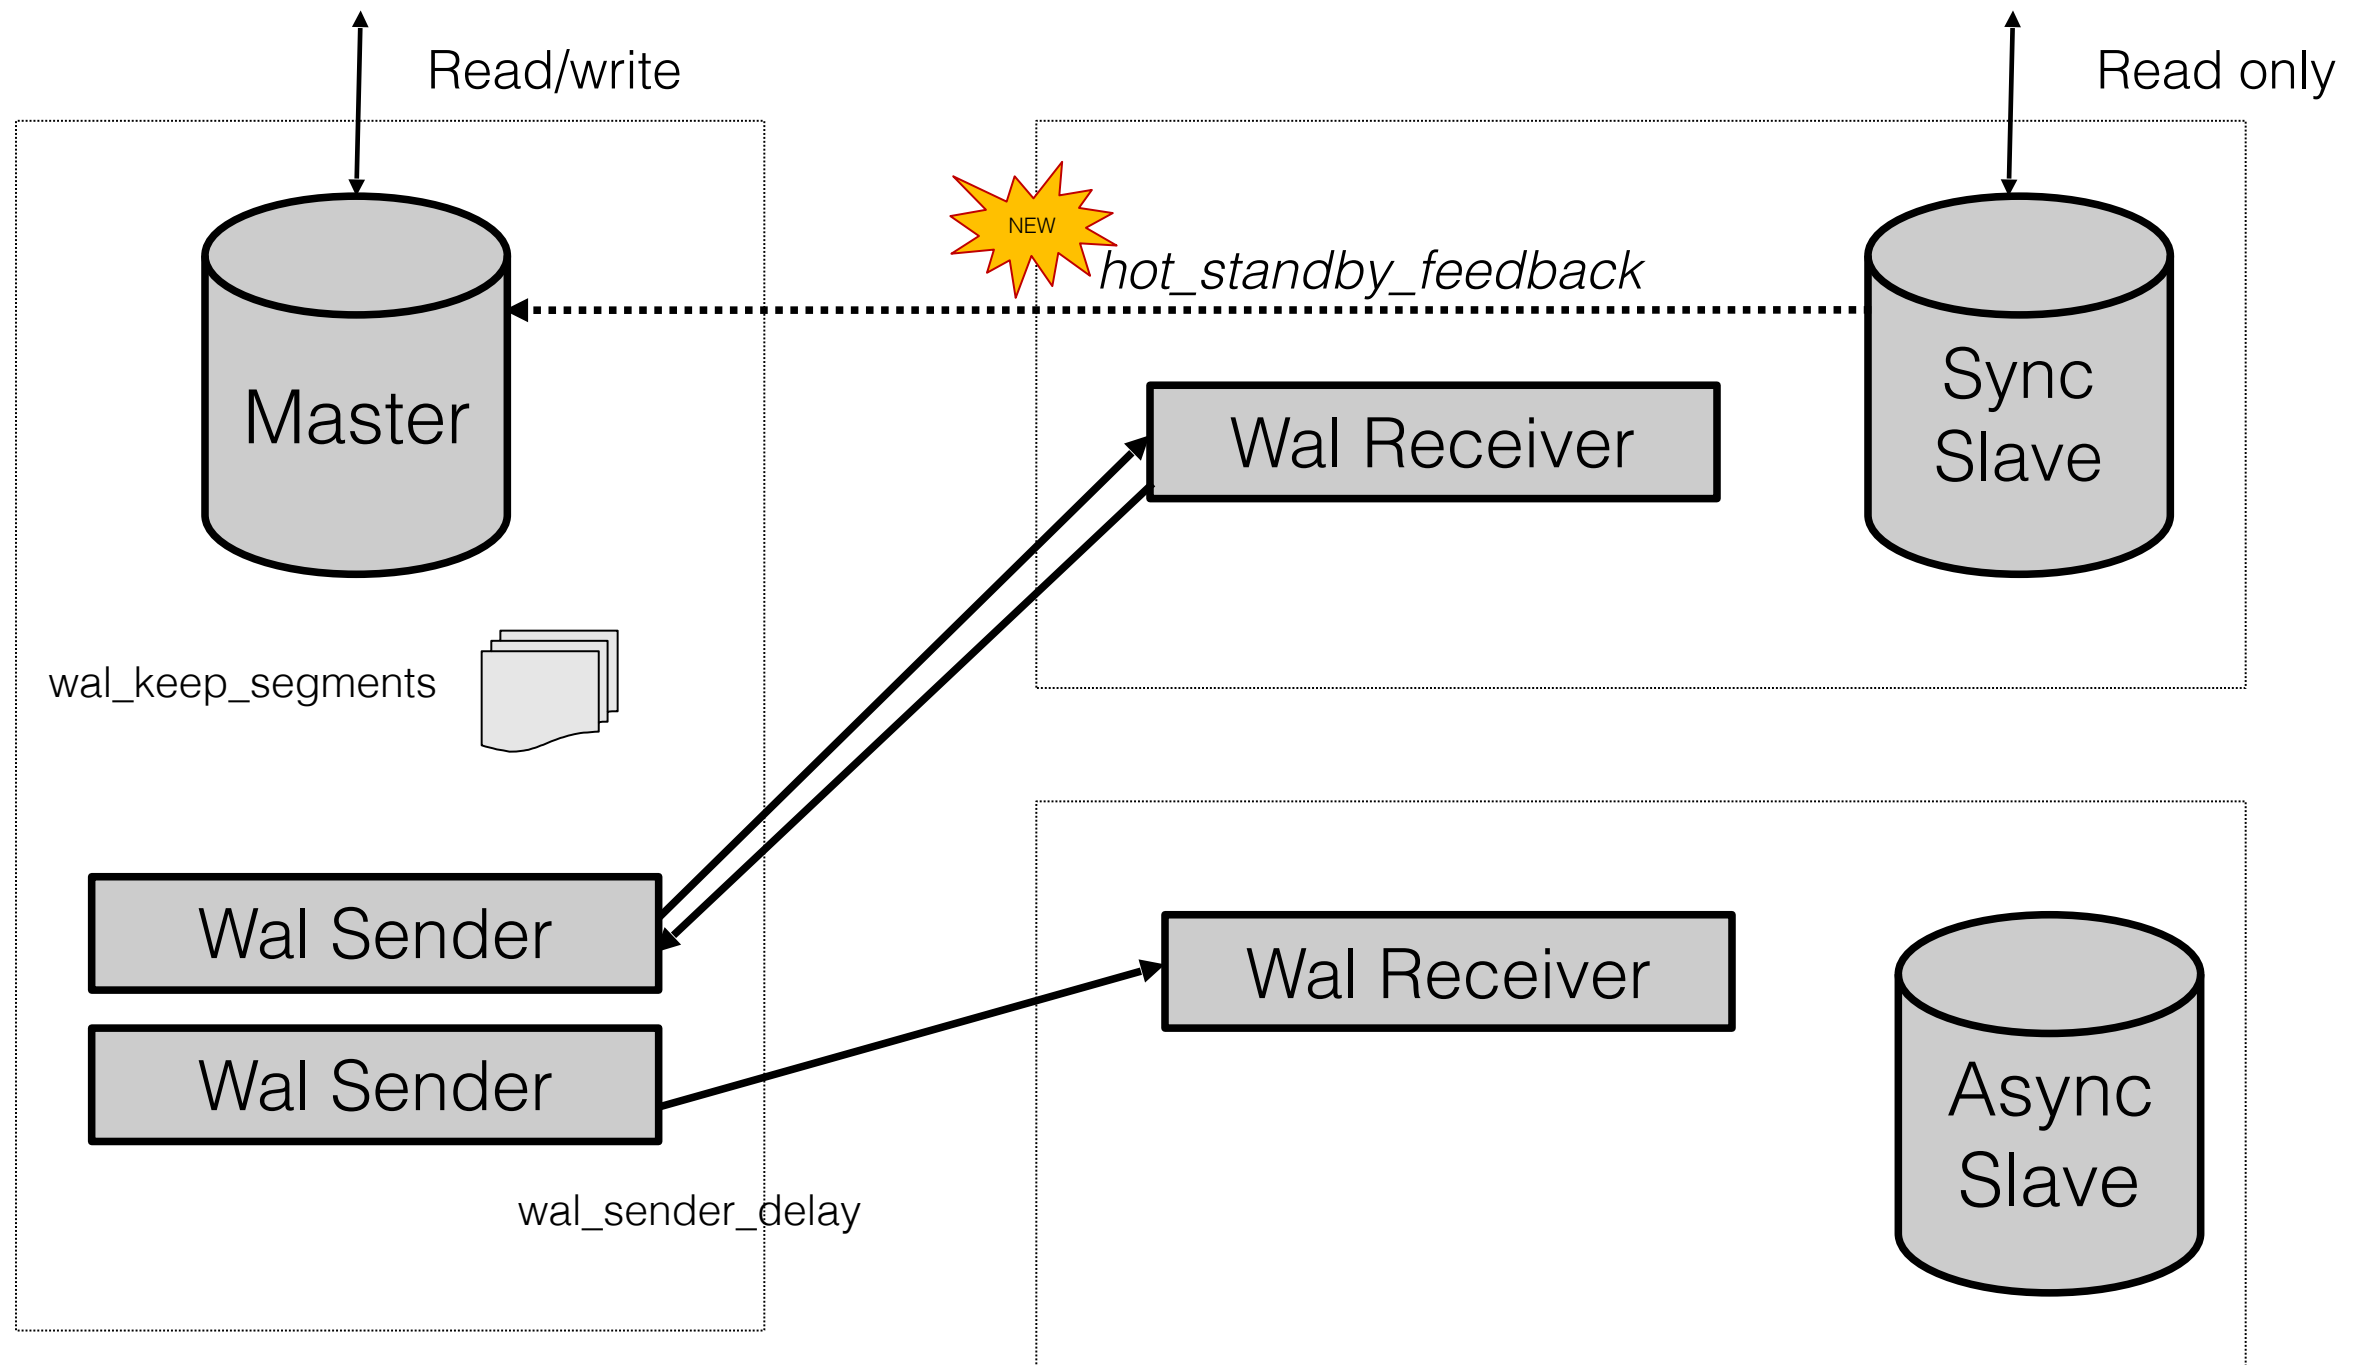 Read/write
Read only
NEW
hot_standby_feedback
Master
Wal Receiver
Sync
Slave
wal_keep_segments
Wal Sender
Wal Receiver
Wal Sender
Async
Slave
wal_sender_delay